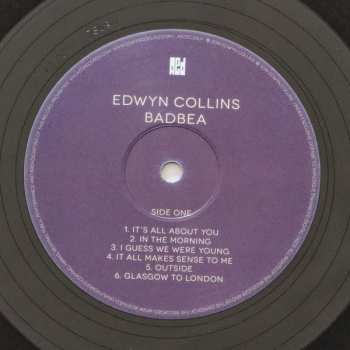 EDWYN COLLINS
BADBEA
SIDE ONE
1. IT'S ALL ABOUT YOU
2. IN THE MORNING
3. I GUESS WE WERE YOUNG
4. IT ALL MAKES SENSE TO ME
5. OUTSIDE
6. GLASGOW TO LONDON